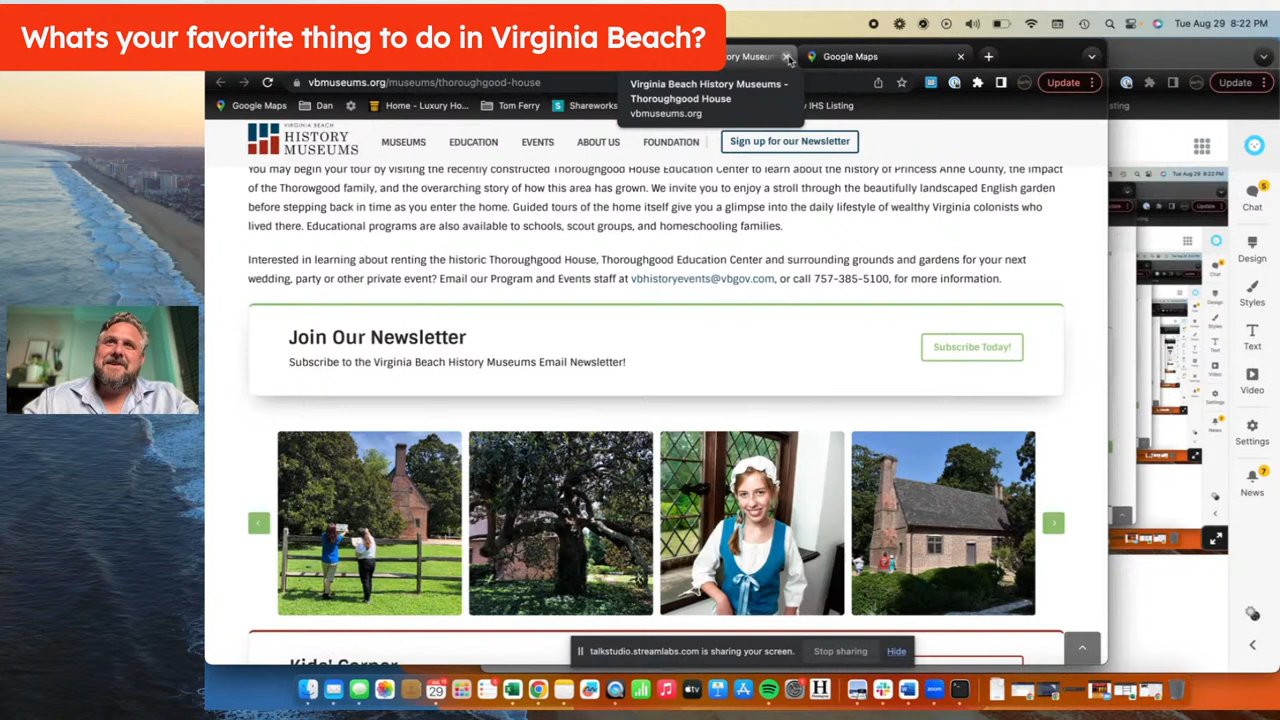 Whats your favorite thing to do in Virginia Beach?
Tue Aug 29 8:22 PM
Google Maps
vbmuseums.org/museums/thoroughgood-house
Update
Update
Virginia Beach History Museums -
Thoroughgood House
vbmuseums.org
Google Maps
Dan
Home - Luxury Ho...
Tom Ferry
Shareworks
IHS Listing
VIRGINIA BEACH
HISTORY
MUSEUMS
MUSEUMS
EDUCATION
EVENTS
ABOUT US
FOUNDATION
Sign up for our Newsletter
You may begin your tour by visiting the recently constructed Thoroughgood House Education Center to learn about the history of Princess Anne County, the impact
of the Thorowgood family, and the overarching story of how this area has grown. We invite you to enjoy a stroll through the beautifully landscaped English garden
before stepping back in time as you enter the home. Guided tours of the home itself give you a glimpse into the daily lifestyle of wealthy Virginia colonists who
lived there. Educational programs are also available to schools, scout groups, and homeschooling families.
Interested in learning about renting the historic Thoroughgood House, Thoroughgood Education Center and surrounding grounds and gardens for your next
wedding, party or other private event? Email our Program and Events staff at vbhistoryevents@vbgov.com, or call 757-385-5100, for more information.
Join Our Newsletter
Subscribe to the Virginia Beach History Museums Email Newsletter!
Subscribe Today!
Kids' Corner
talkstudio.streamlabs.com is sharing your screen.
Stop sharing
Hide
5
Chat
Design
Styles
Text
Video
Settings
7
News